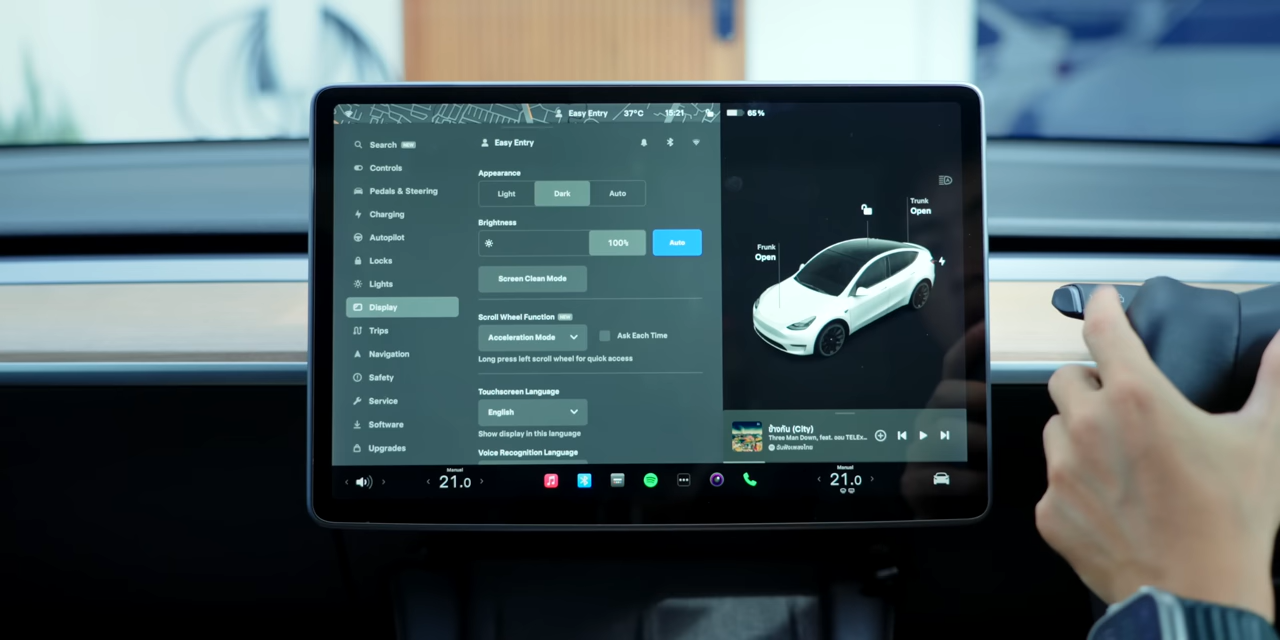 Easy Entry 37°C 15:21
65 %
Search NEW
Controls
Pedals & Steering
Charging
Autopilot
Locks
Lights
Display
Trips
Navigation
Safety
Service
Software
Upgrades
Easy Entry
Appearance
Light Dark Auto
Brightness
100% Auto
Screen Clean Mode
Scroll Wheel Function NEW
Acceleration Mode Ask Each Time
Long press left scroll wheel for quick access
Touchscreen Language
English
Show display in this language
Voice Recognition Language
Trunk
Open
Frunk
Open
ข้างกัน (City)
Three Man Down, feat. ออม TELEx...
Manual
21.0
Manual
21.0